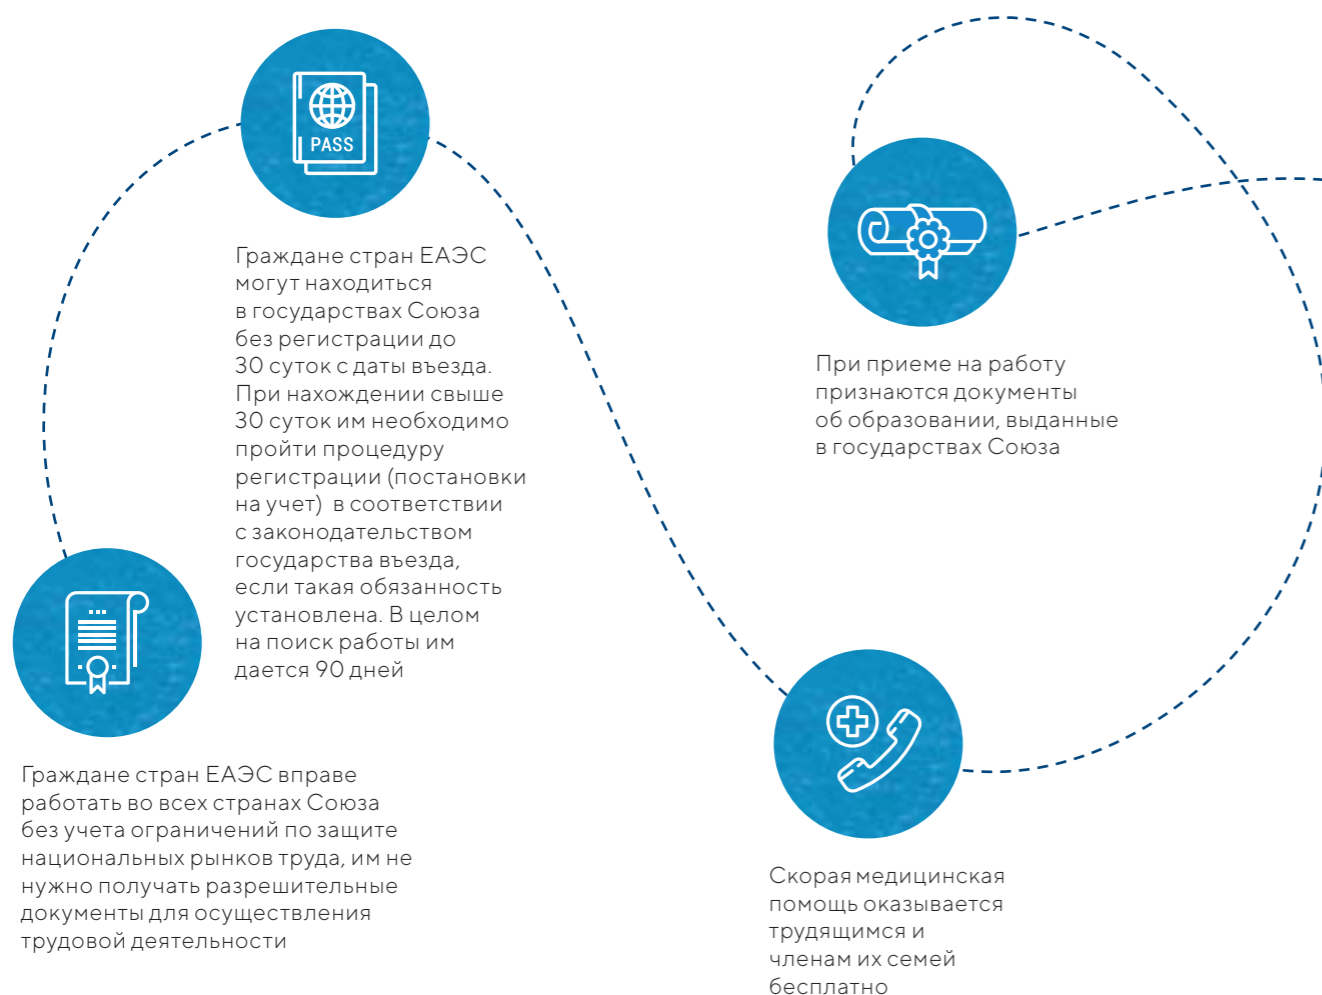 PASS
Граждане стран ЕАЭС
могут находиться
в государствах Союза
без регистрации до
30 суток с даты въезда.
При нахождении свыше
30 суток им необходимо
пройти процедуру
регистрации (постановки
на учет) в соответствии
с законодательством
государства въезда,
если такая обязанность
установлена. В целом
на поиск работы им
дается 90 дней
Граждане стран ЕАЭС вправе
работать во всех странах Союза
без учета ограничений по защите
национальных рынков труда, им не
нужно получать разрешительные
документы для осуществления
трудовой деятельности
При приеме на работу
признаются документы
об образовании, выданные
в государствах Союза
Скорая медицинская
помощь оказывается
трудящимся и
членам их семей
бесплатно